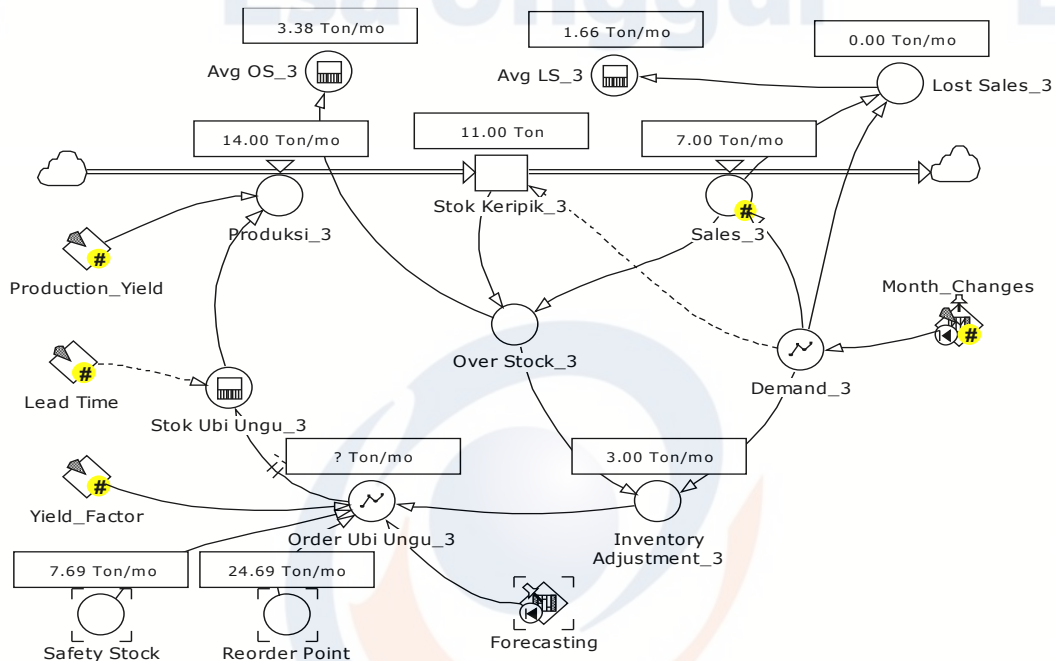 Esa Unggul
3.38 Ton/mo
1.66 Ton/mo
0.00 Ton/mo
Avg OS_3
Avg LS_3
Lost Sales_3
14.00 Ton/mo
11.00 Ton
7.00 Ton/mo
Stok Keripik_3
#
Produksi_3
Sales_3
#
Production_Yield
Month_Changes
#
Over Stock_3
#
Lead Time
Demand_3
Stok Ubi Ungu_3
? Ton/mo
3.00 Ton/mo
#
Yield_Factor
Order Ubi Ungu_3
Inventory
Adjustment_3
7.69 Ton/mo
24.69 Ton/mo
Safety Stock
Reorder Point
Forecasting